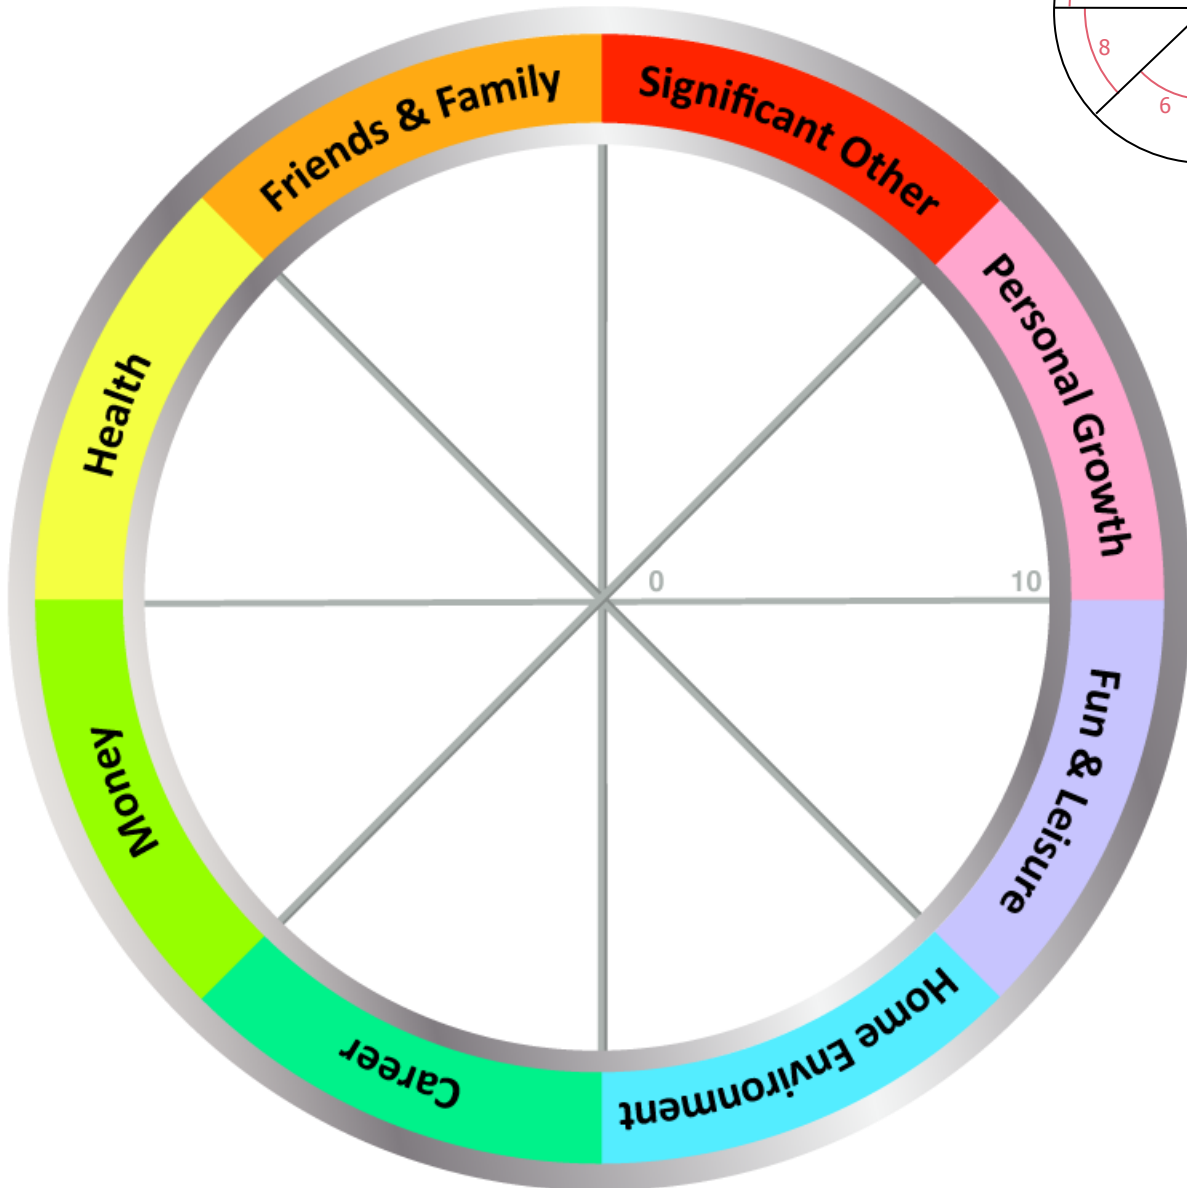 8
6
Friends & Family
Significant Other
Personal Growth
Health
0
10
Fun & Leisure
Money
Home Environment
Career